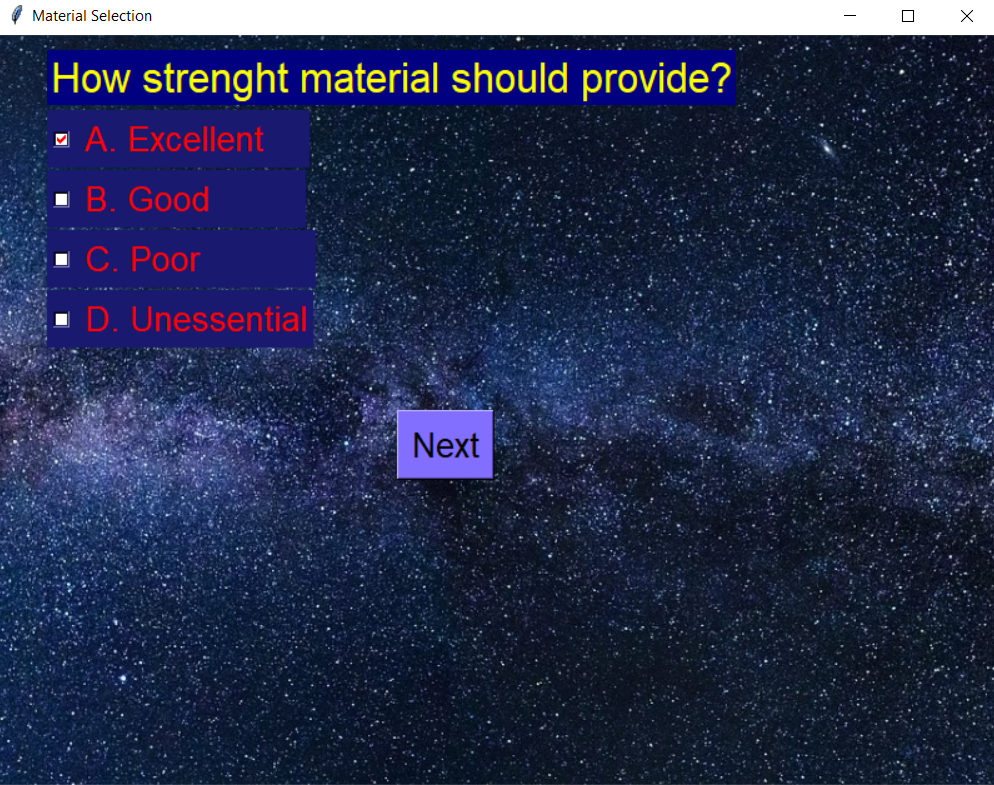 Material Selection
How strenght material should provide?
A. Excellent
B. Good
C. Poor
D. Unessential
Next